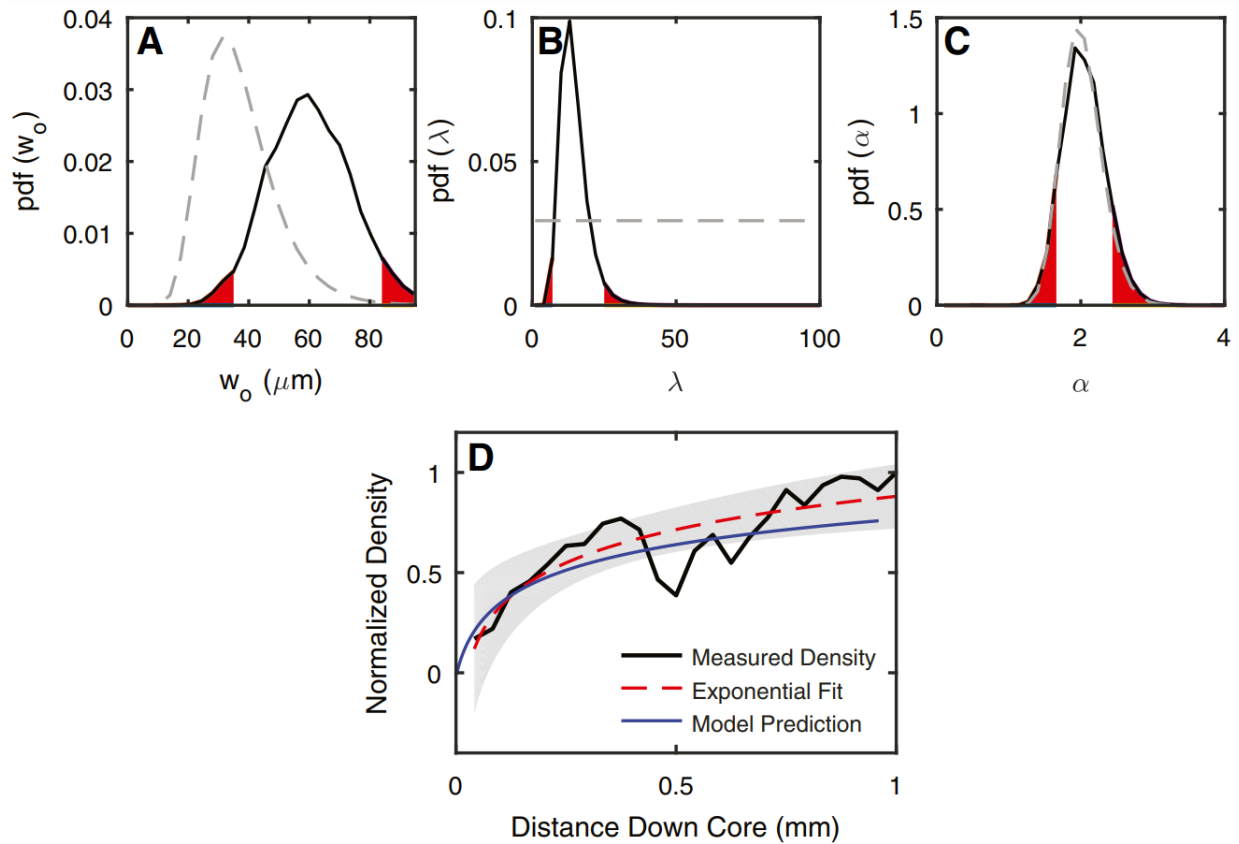 A
0.04
0.03
0.02
0.01
0
0
20
40
60
80
pdf (w_o)
w_o (μm)
B
0.1
0.05
0
0
50
100
pdf (λ)
λ
C
1.5
1
0.5
0
0
2
4
pdf (α)
α
D
1
0.5
0
0
0.5
1
Normalized Density
Measured Density
Exponential Fit
Model Prediction
Distance Down Core (mm)